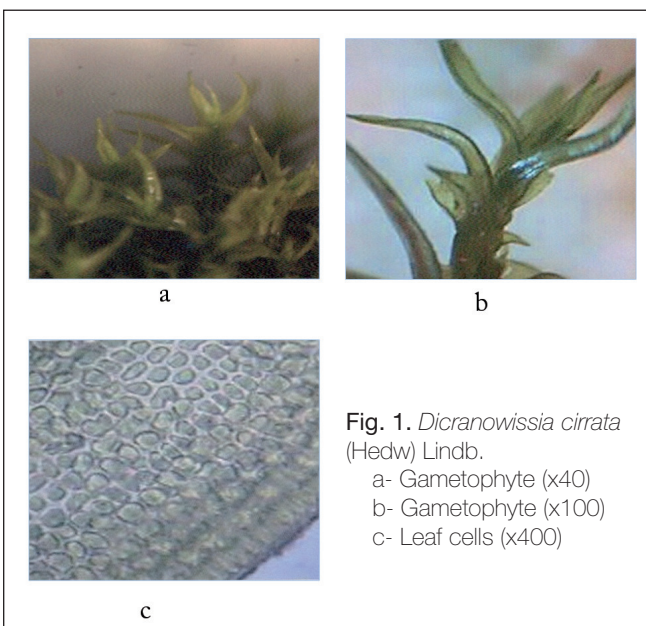 a
b
Fig. 1. Dicranowissia cirrata
(Hedw) Lindb.
a- Gametophyte (x40)
b- Gametophyte (x100)
c- Leaf cells (x400)
c